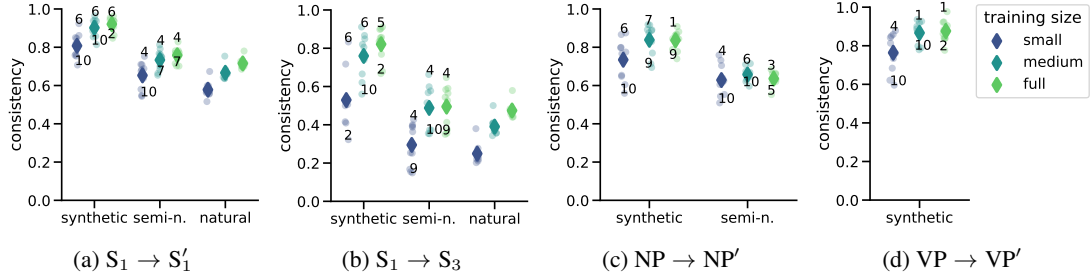 consistency
1.0
0.8
0.6
0.4
0.2
0.0
6 6 6
10 10 2
4 4 4
10 7 7
synthetic semi-n. natural
(a) S₁ → S′₁
consistency
1.0
0.8
0.6
0.4
0.2
0.0
6 6 5
2 10 2
4 4 4
9 10 9
synthetic semi-n. natural
(b) S₁ → S₃
consistency
1.0
0.8
0.6
0.4
0.2
0.0
6 7 1
10 9 9
4 6 3
10 10 5
synthetic semi-n.
(c) NP → NP′
consistency
1.0
0.8
0.6
0.4
0.2
0.0
4 1 1
10 10 2
synthetic
(d) VP → VP′
training size
small
medium
full